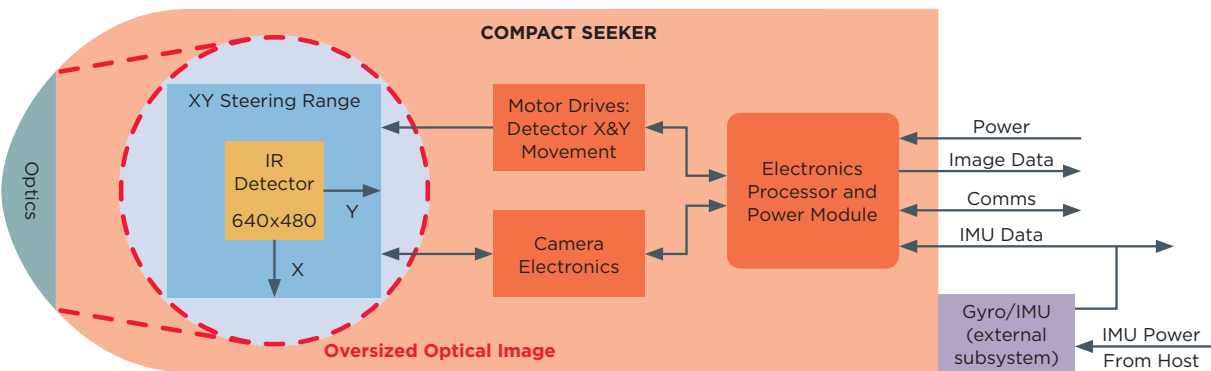 COMPACT SEEKER
Optics
XY Steering Range
IR
Detector
640x480
Y
X
Oversized Optical Image
Motor Drives:
Detector X&Y
Movement
Camera
Electronics
Electronics
Processor and
Power Module
Power
Image Data
Comms
IMU Data
Gyro/IMU
(external
subsystem)
IMU Power
From Host